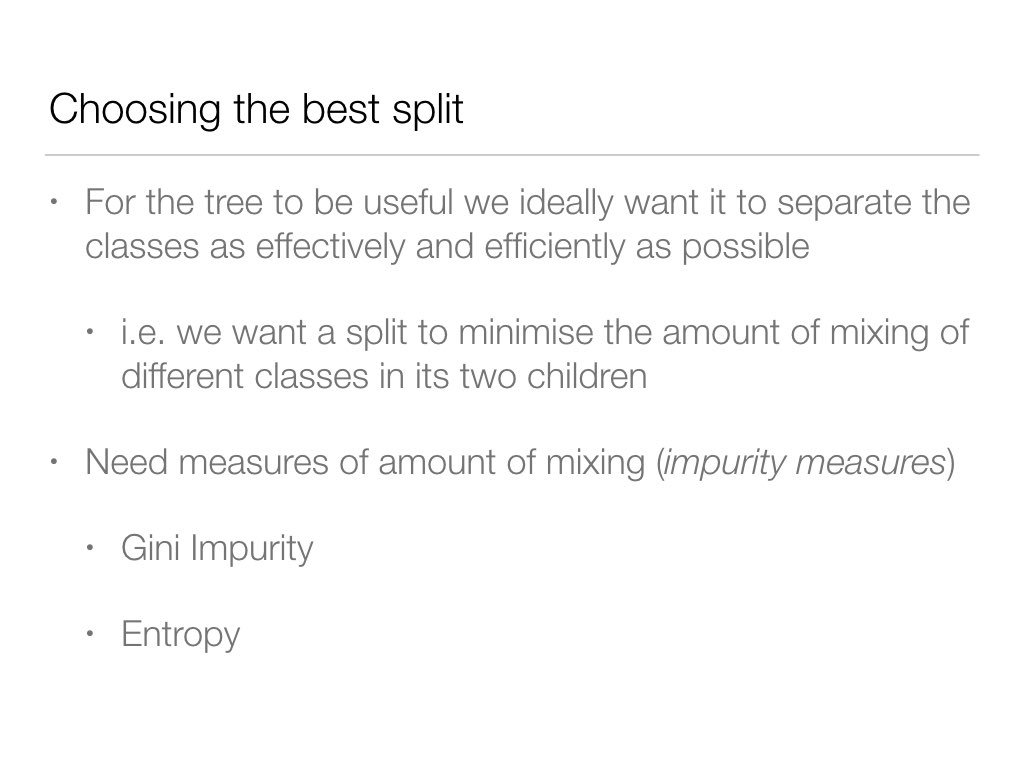 Choosing the best split
• For the tree to be useful we ideally want it to separate the
classes as effectively and efficiently as possible
• i.e. we want a split to minimise the amount of mixing of
different classes in its two children
• Need measures of amount of mixing (impurity measures)
• Gini Impurity
• Entropy